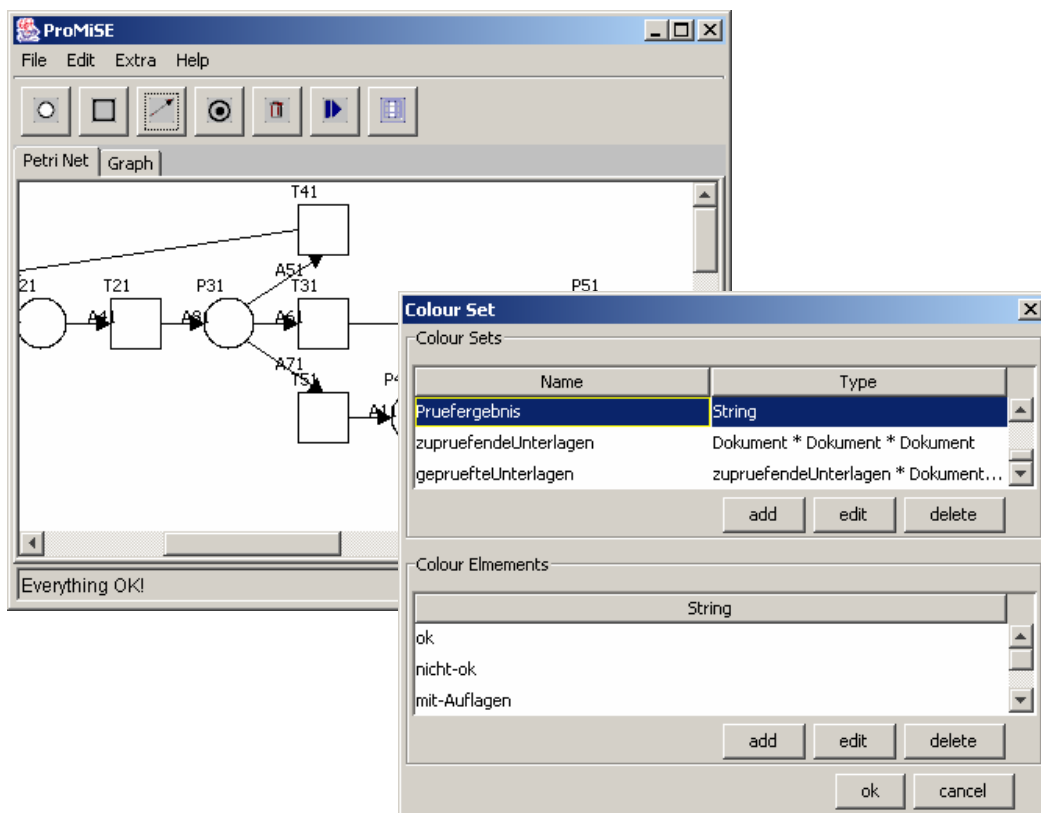 ProMiSE
File Edit Extra Help
Petri Net Graph
T41
A51
21 T21 P31 T31 P51
A41 A61
A71
T51
Everything OK!
Colour Set
Colour Sets
Name Type
Pruefergebnis String
zupruefendeUnterlagen Dokument * Dokument * Dokument
gepruefteUnterlagen zupruefendeUnterlagen * Dokument...
add edit delete
Colour Elmements
String
ok
nicht-ok
mit-Auflagen
add edit delete
ok cancel